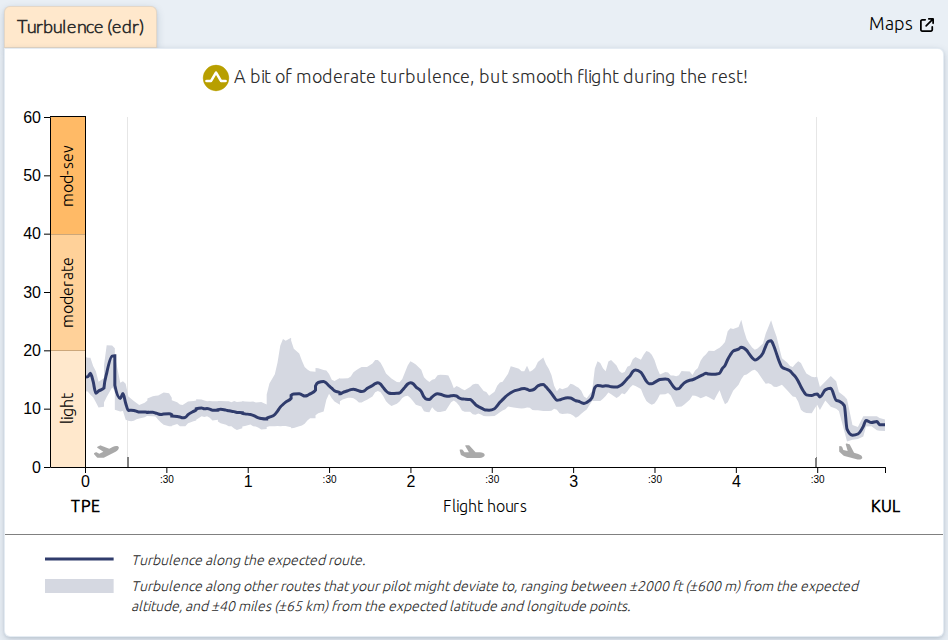 Turbulence (edr)
Maps
A bit of moderate turbulence, but smooth flight during the rest!
60
50
40
30
20
10
0
mod-sev
moderate
light
0
:30
1
:30
2
:30
3
:30
4
:30
TPE
Flight hours
KUL
Turbulence along the expected route.
Turbulence along other routes that your pilot might deviate to, ranging between ±2000 ft (±600 m) from the expected
altitude, and ±40 miles (±65 km) from the expected latitude and longitude points.